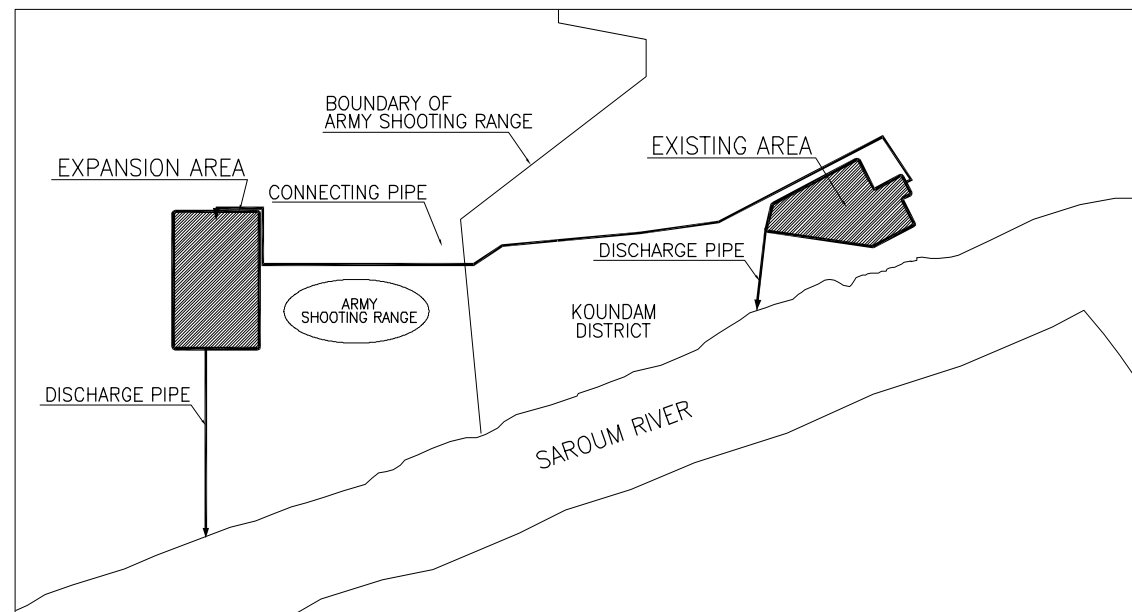 BOUNDARY OF
ARMY SHOOTING RANGE
EXPANSION AREA
EXISTING AREA
CONNECTING PIPE
DISCHARGE PIPE
ARMY
SHOOTING RANGE
KOUNDAM
DISTRICT
DISCHARGE PIPE
SAROUM RIVER